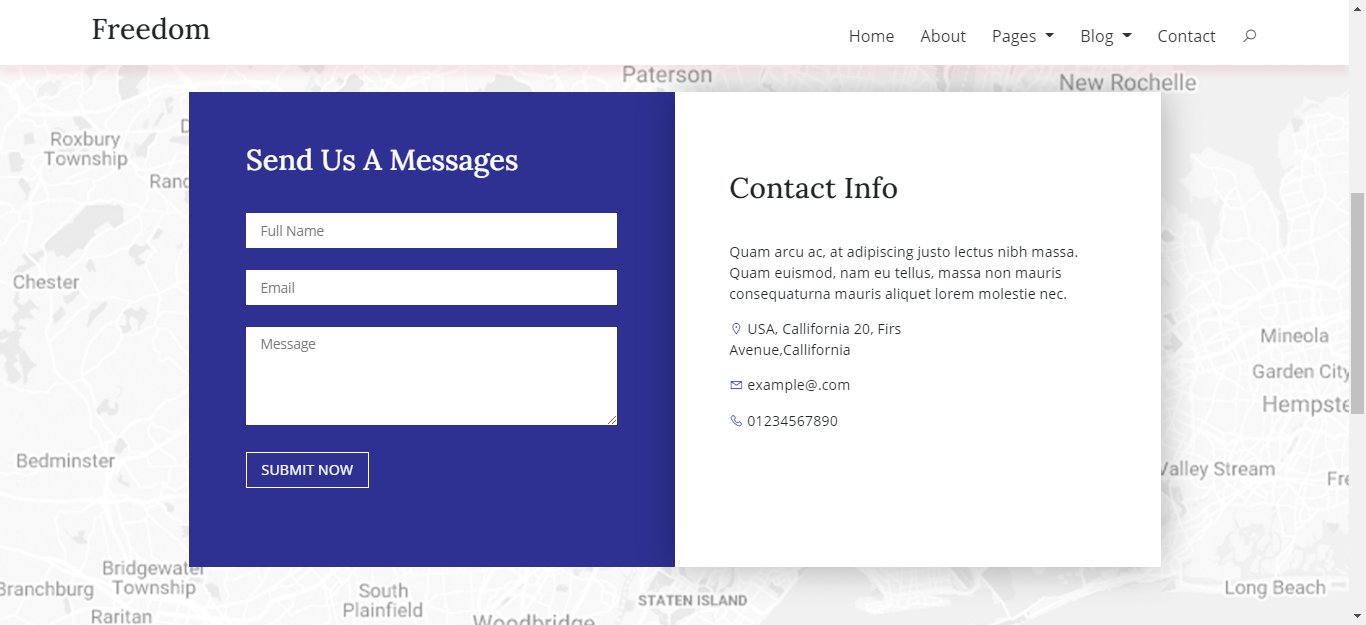 Freedom
Home About Pages Blog Contact
Paterson
New Rochelle
Roxbury
Township
Chester
Bedminster
Bridgewater
Township
Branchburg
Raritan
South
Plainfield
Woodbridge
STATEN ISLAND
Mineola
Garden City
Valley Stream
Long Beach
Send Us A Messages
Full Name
Email
Message
SUBMIT NOW
Contact Info
Quam arcu ac, at adipiscing justo lectus nibh massa.
Quam euismod, nam eu tellus, massa non mauris
consequaturna mauris aliquet lorem molestie nec.
USA, Callifornia 20, Firs
Avenue,Callifornia
example@.com
01234567890